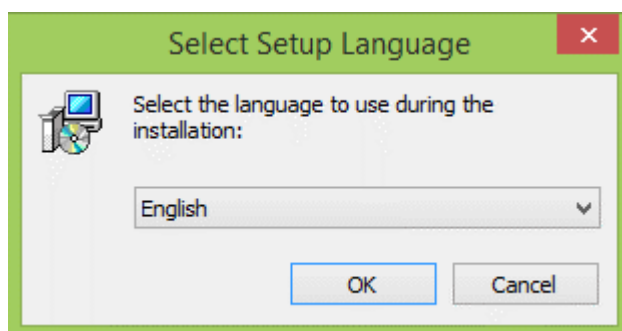 Select Setup Language
Select the language to use during the
installation:
English
OK
Cancel